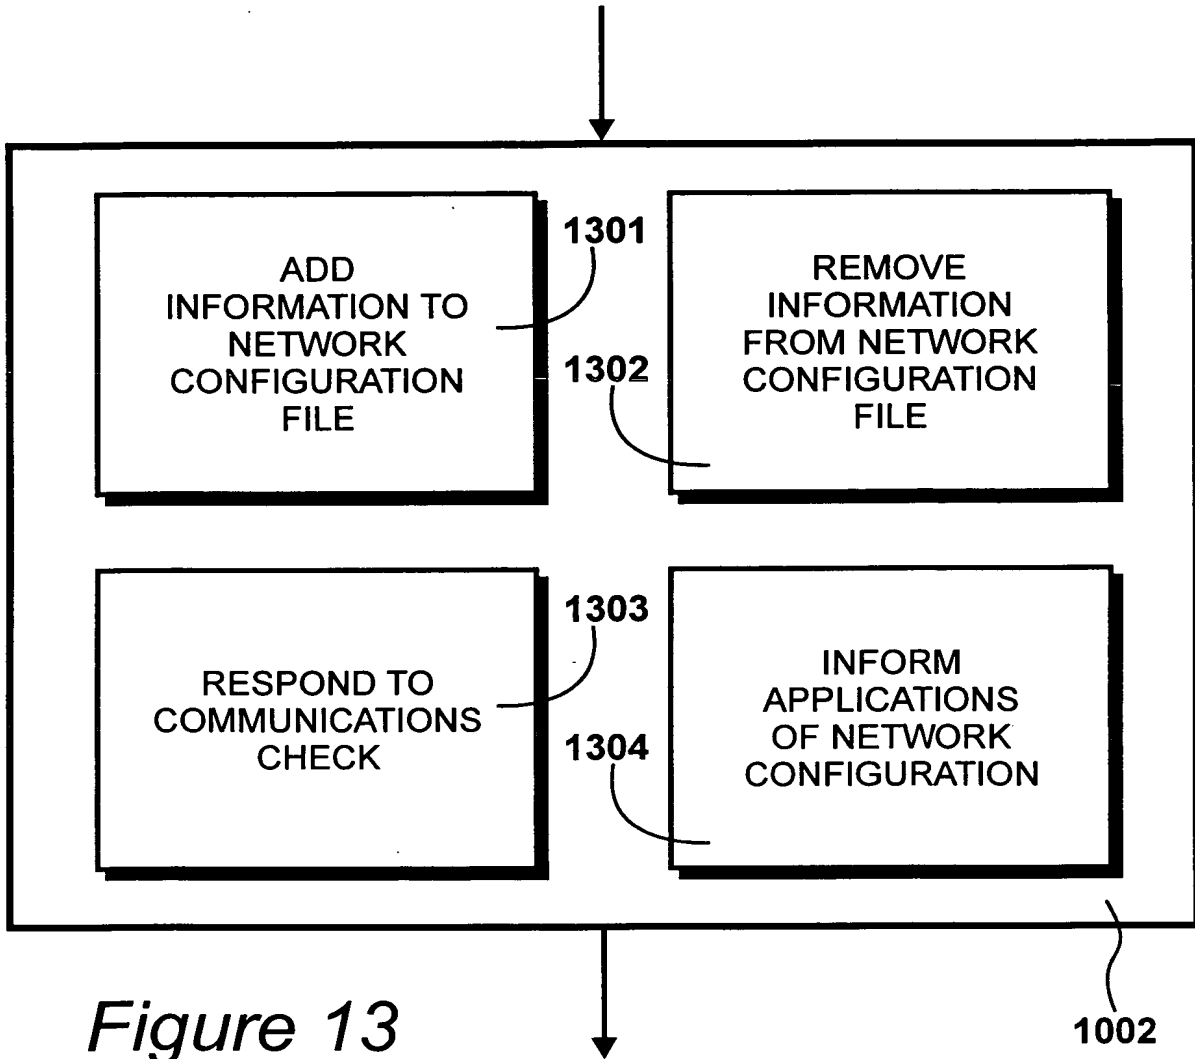 ADD
INFORMATION TO
NETWORK
CONFIGURATION
FILE
1301
REMOVE
INFORMATION
FROM NETWORK
CONFIGURATION
FILE
1302
RESPOND TO
COMMUNICATIONS
CHECK
1303
INFORM
APPLICATIONS
OF NETWORK
CONFIGURATION
1304
Figure 13
1002